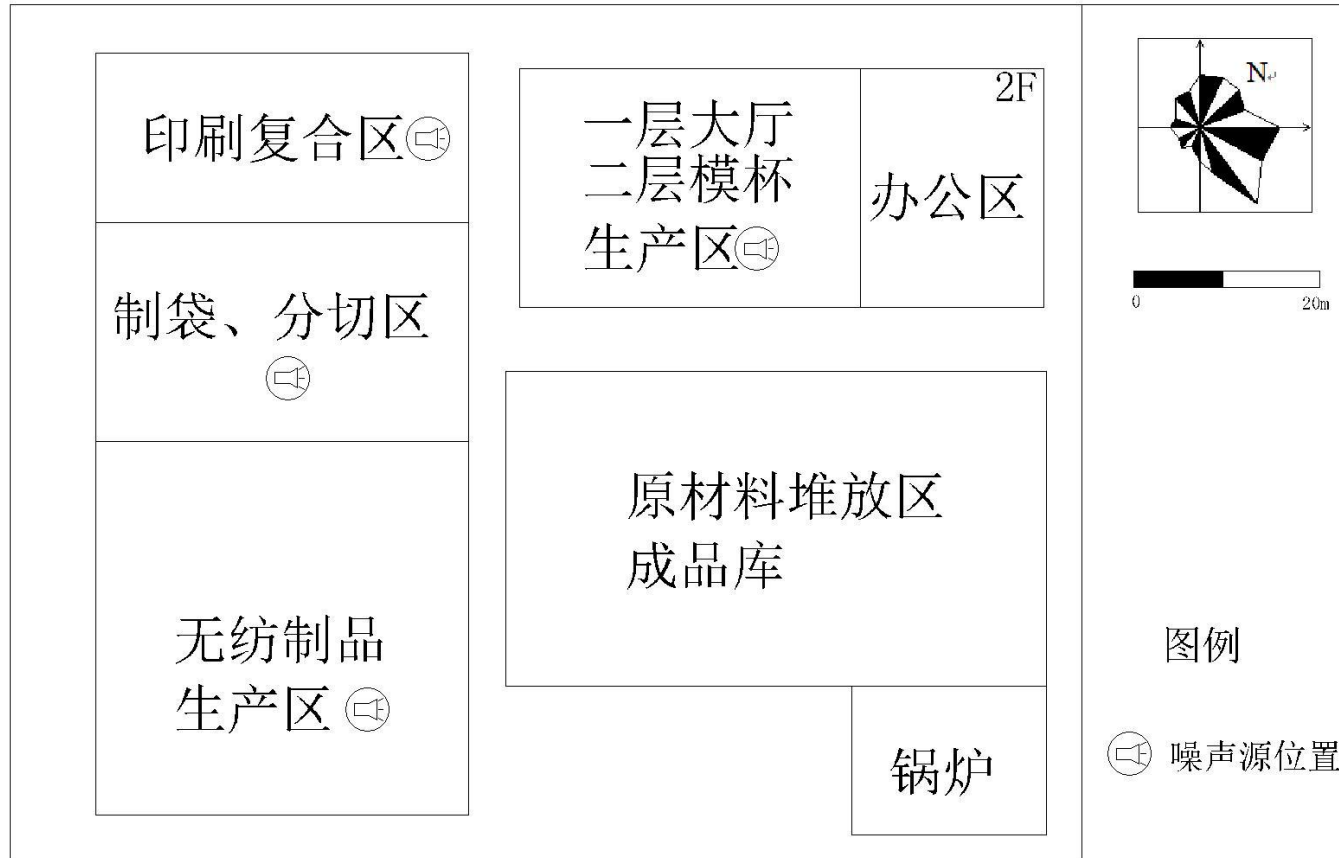 印刷复合区
制袋、分切区
无纺制品
生产区
一层大厅
二层模杯
生产区
2F
办公区
原材料堆放区
成品库
锅炉
N
0 20m
图例
噪声源位置